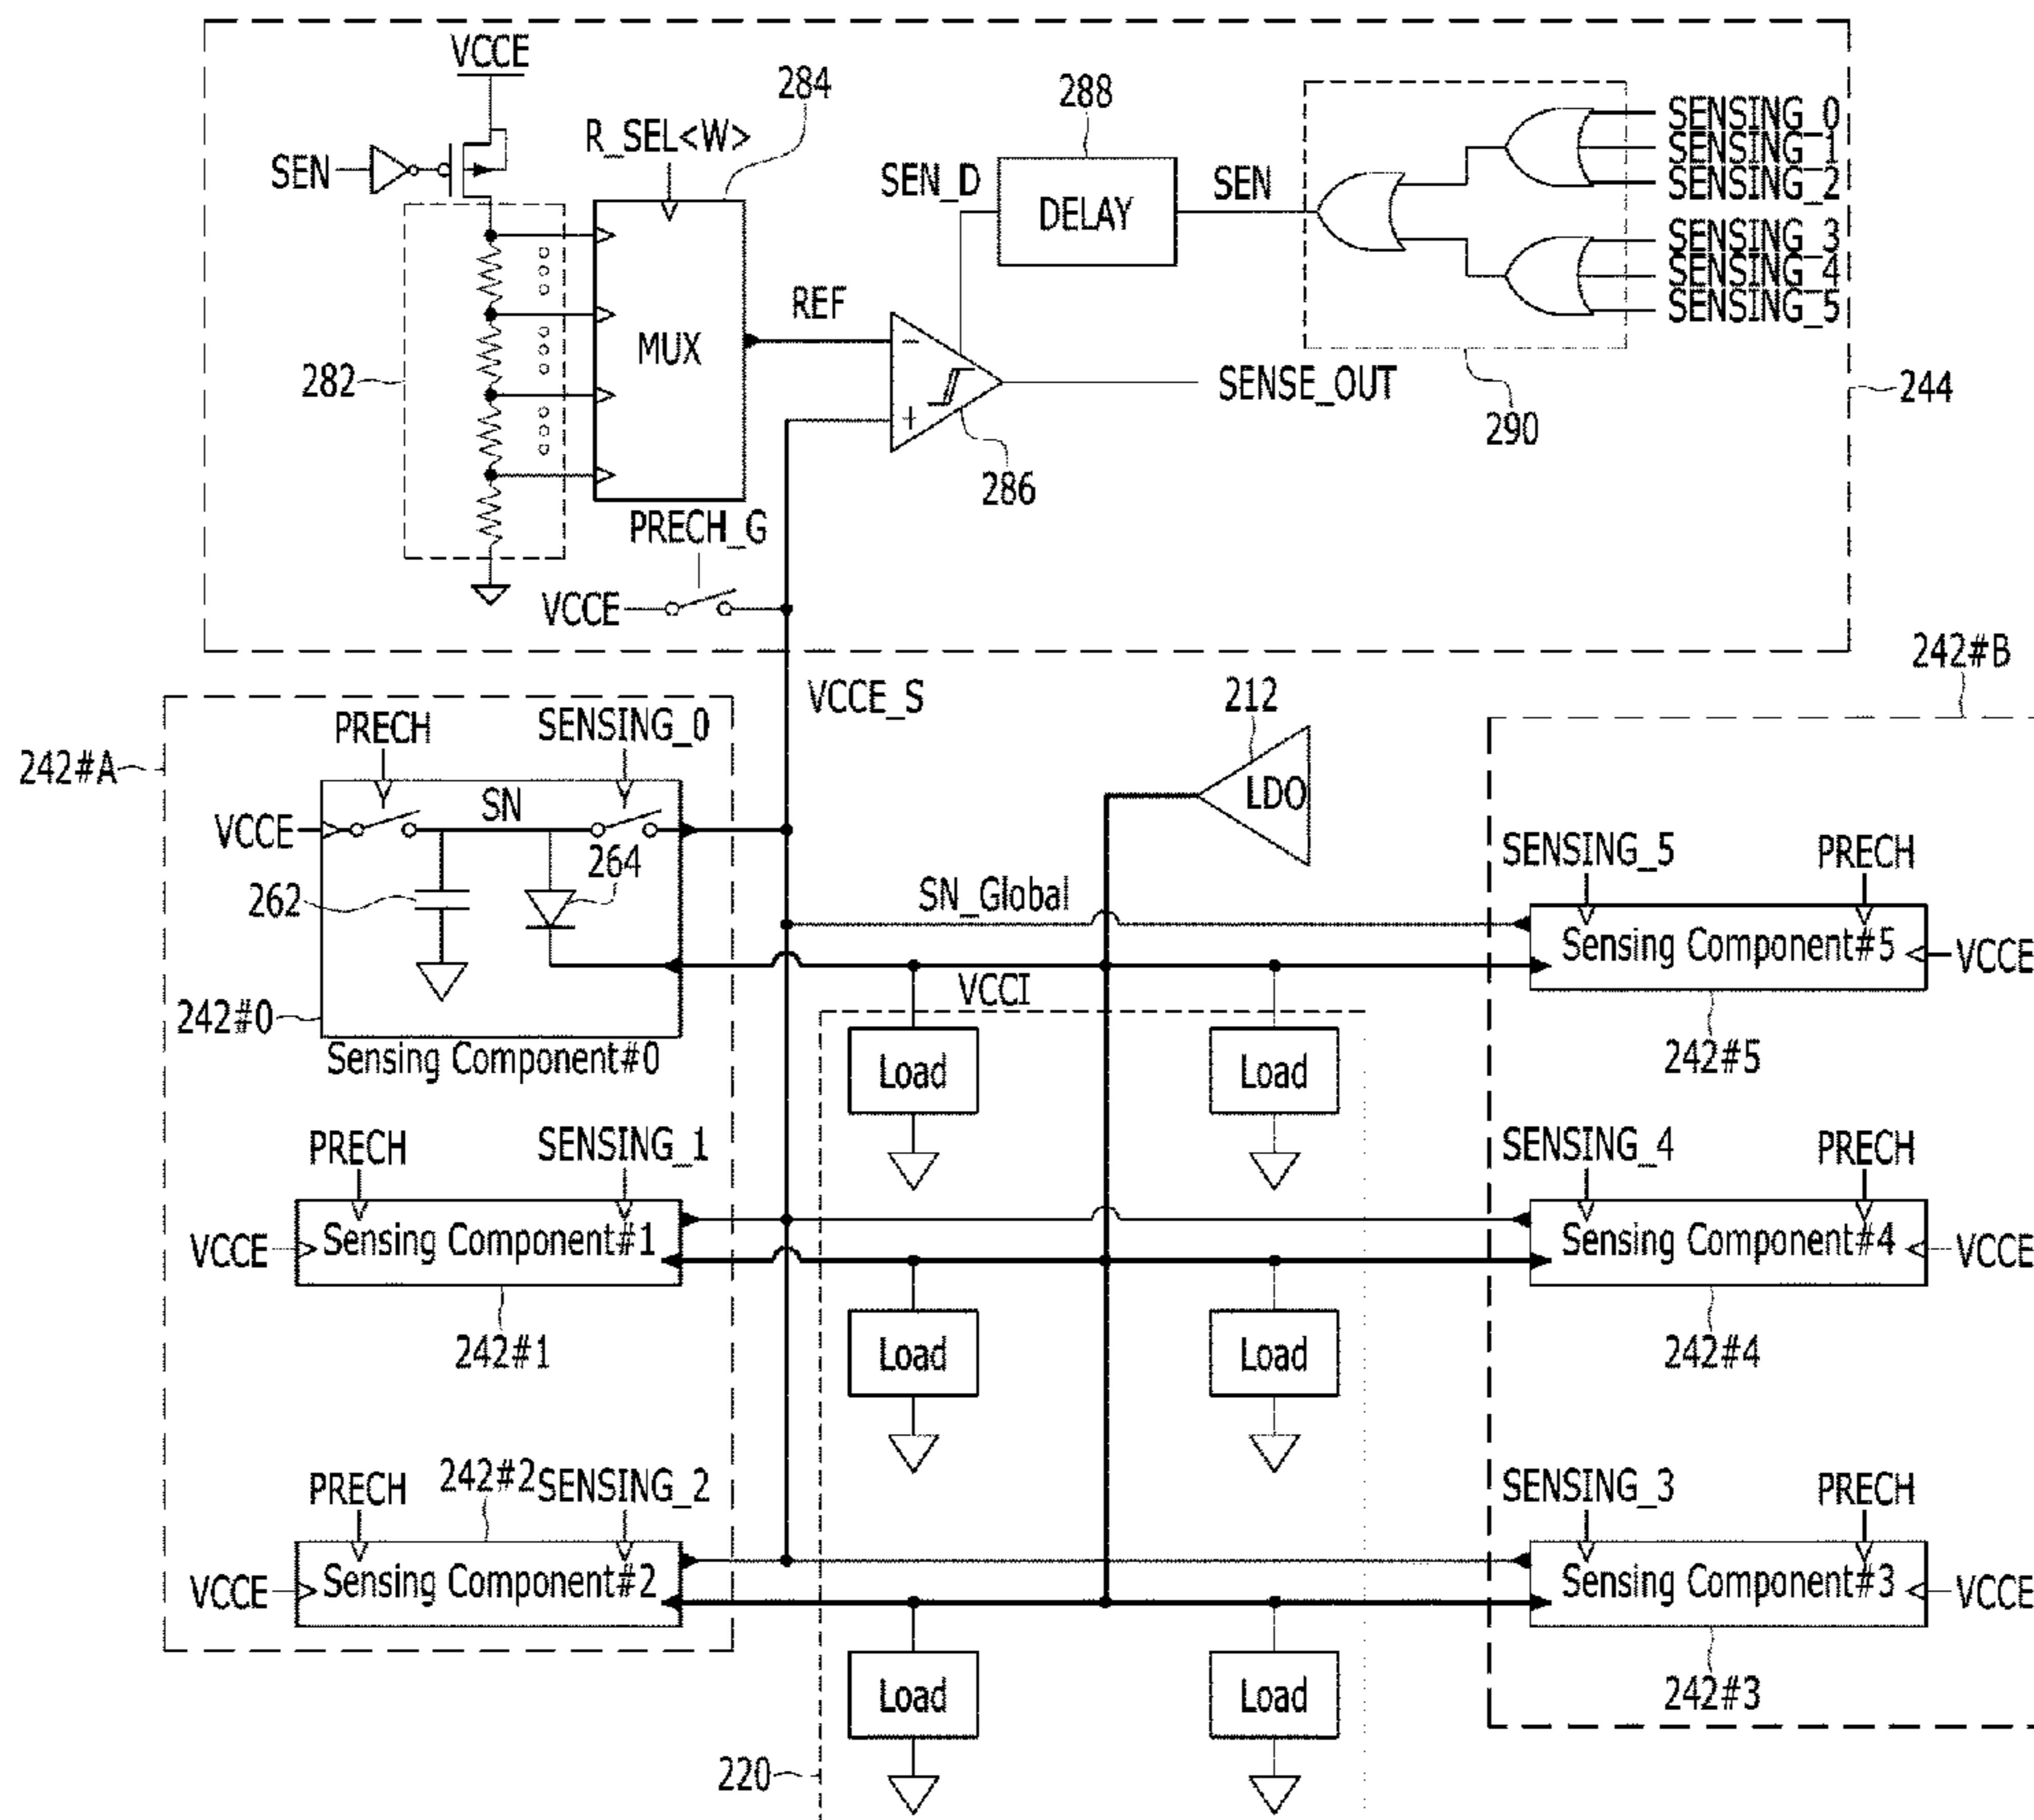 VCCE
284
288
SENSING_0
SENSING_1
SENSING_2
R_SEL<W>
SEN
SEN_D
SEN
DELAY
SENSING_3
SENSING_4
SENSING_5
REF
MUX
282
SENSE_OUT
244
290
286
PRECH_G
VCCE
242#B
VCCE_S
212
PRECH
SENSING_0
242#A
LDO
SN
VCCE
264
262
SENSING_5
PRECH
SN_Global
Sensing Component#5
VCCE
VCCI
242#0
Sensing Component#0
Load
Load
242#5
PRECH
SENSING_1
SENSING_4
PRECH
VCCE
Sensing Component#1
Sensing Component#4
VCCE
242#1
Load
Load
242#4
PRECH
242#2
SENSING_2
SENSING_3
PRECH
VCCE
Sensing Component#2
Sensing Component#3
VCCE
Load
Load
242#3
220